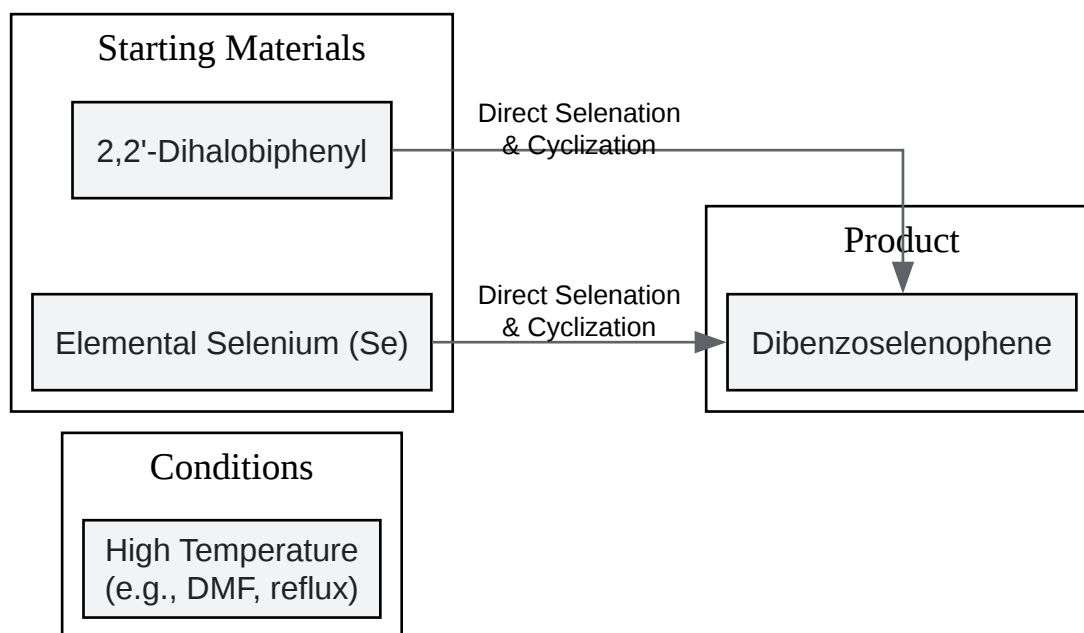 Starting Materials
2,2'-Dihalobiphenyl
Direct Selenation
& Cyclization
Elemental Selenium (Se)
Direct Selenation
& Cyclization
Product
Dibenzoselenophene
Conditions
High Temperature
(e.g., DMF, reflux)